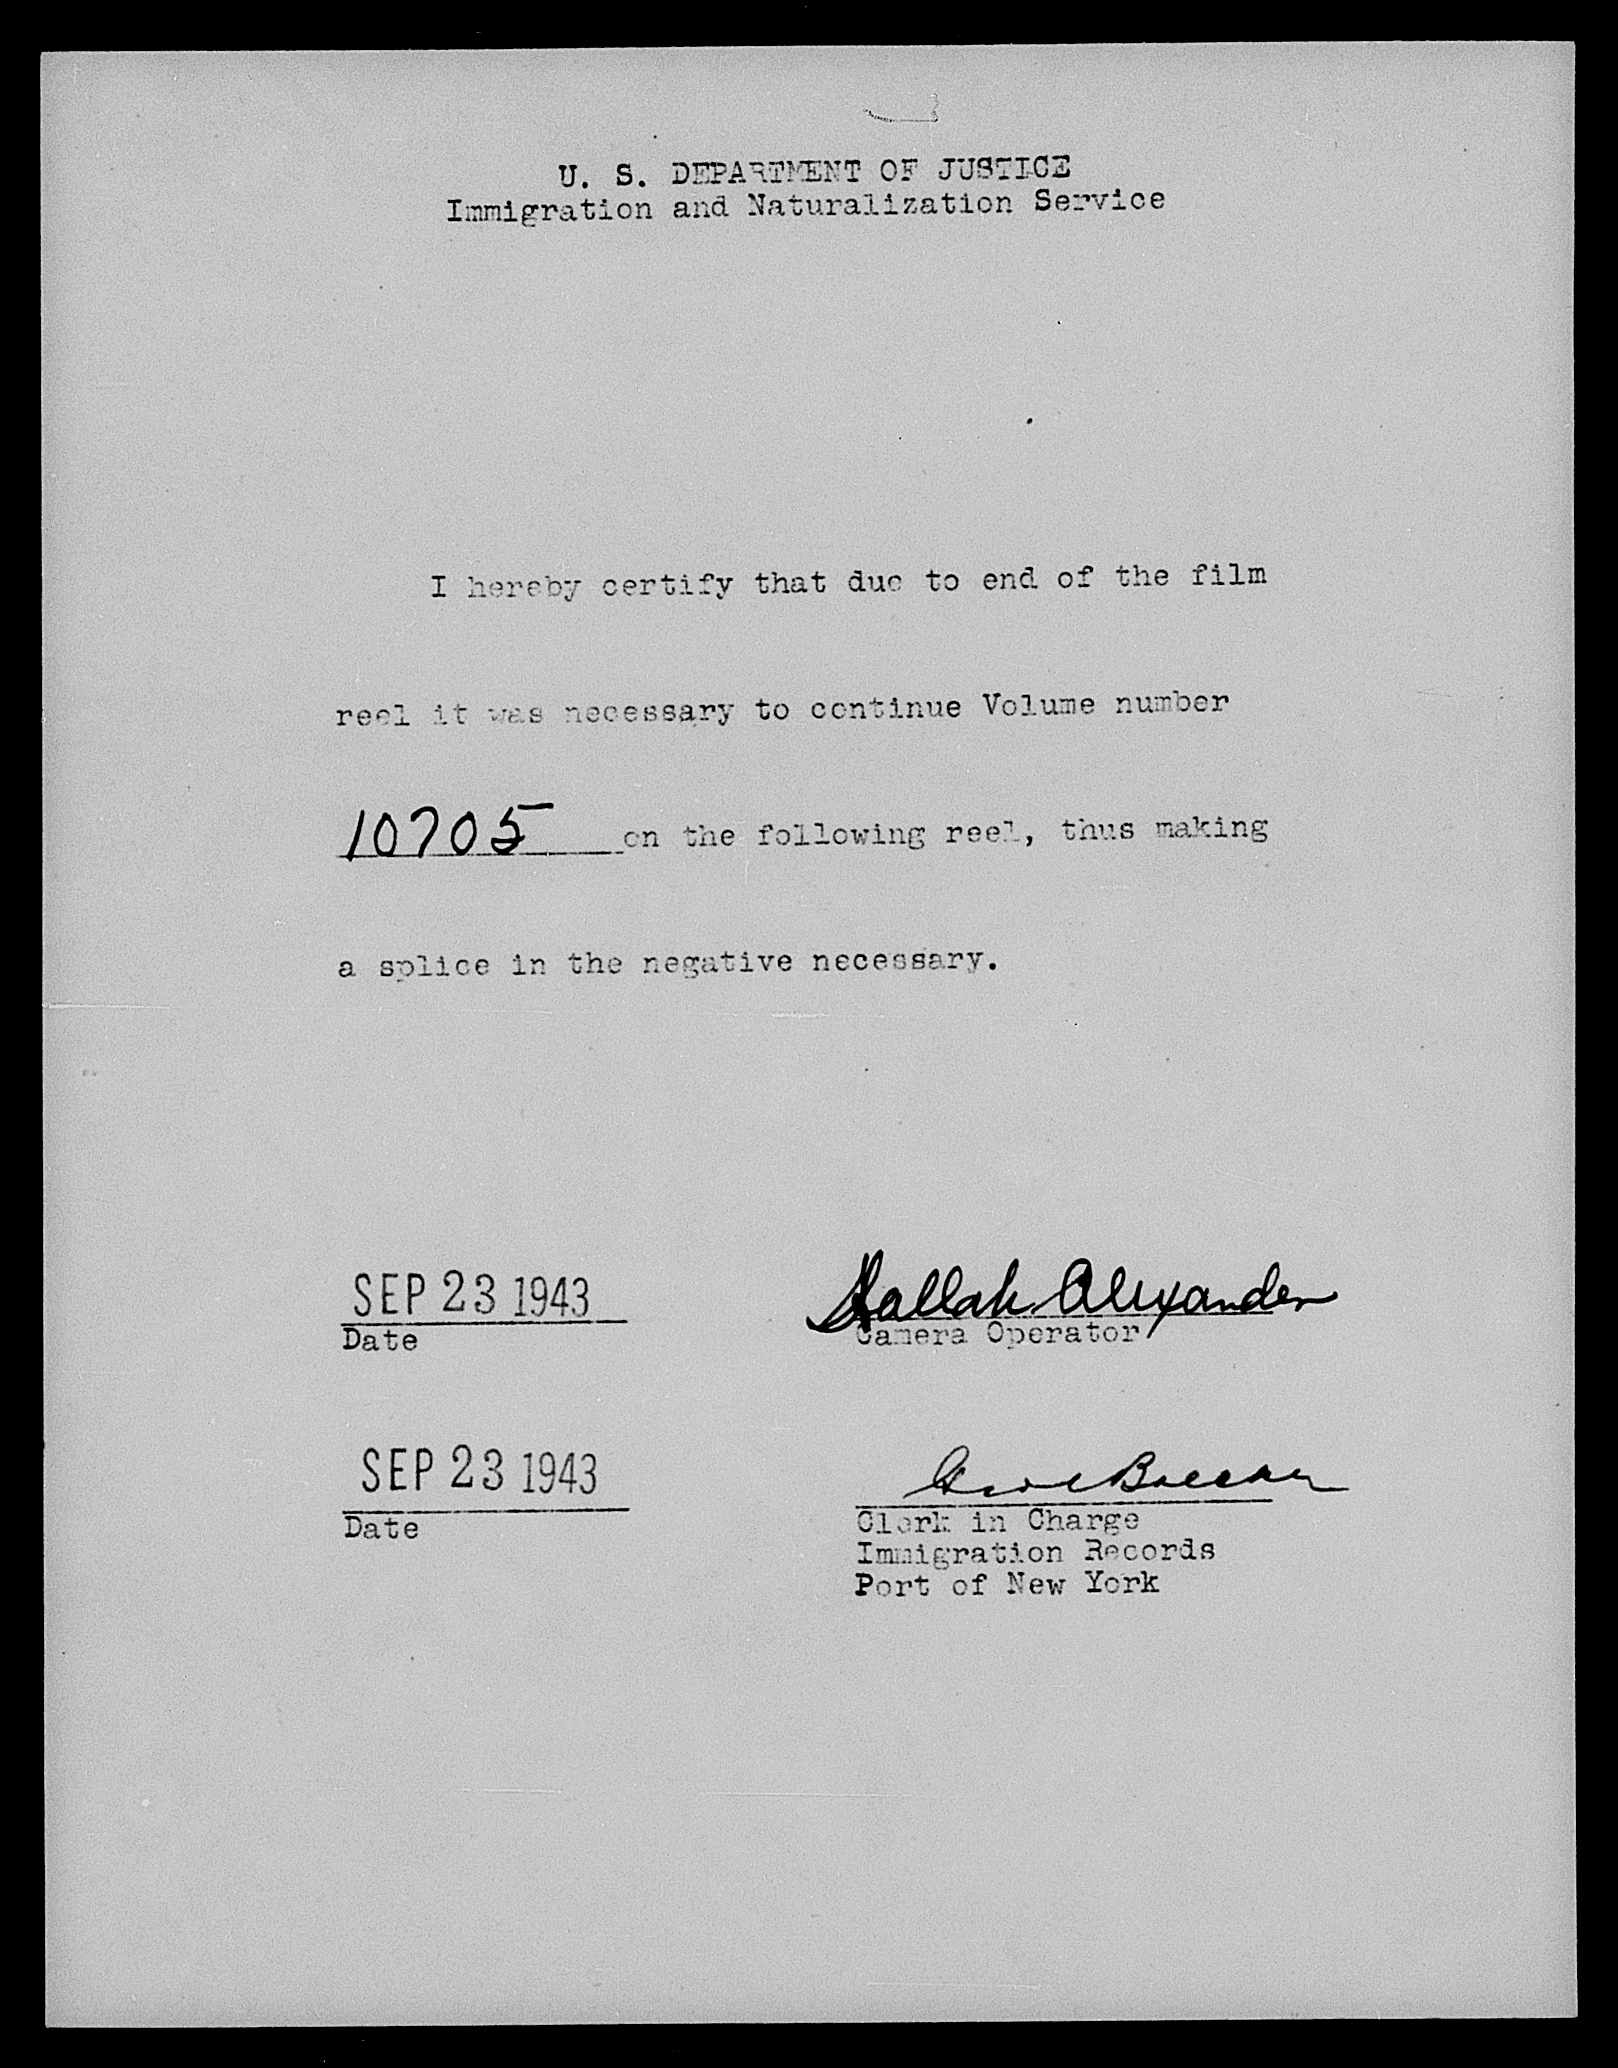 U. S. DEPARTMENT OF JUSTICE
Immigration and Naturalization Service
I hereby certify that due to end of the film
reel it was necessary to continue Volume number
10705 on the following reel, thus making
a splice in the negative necessary.
SEP 23 1943
Date
Alexander
Camera Operator
SEP 23 1943
Date
Clerk in Charge
Immigration Records
Port of New York